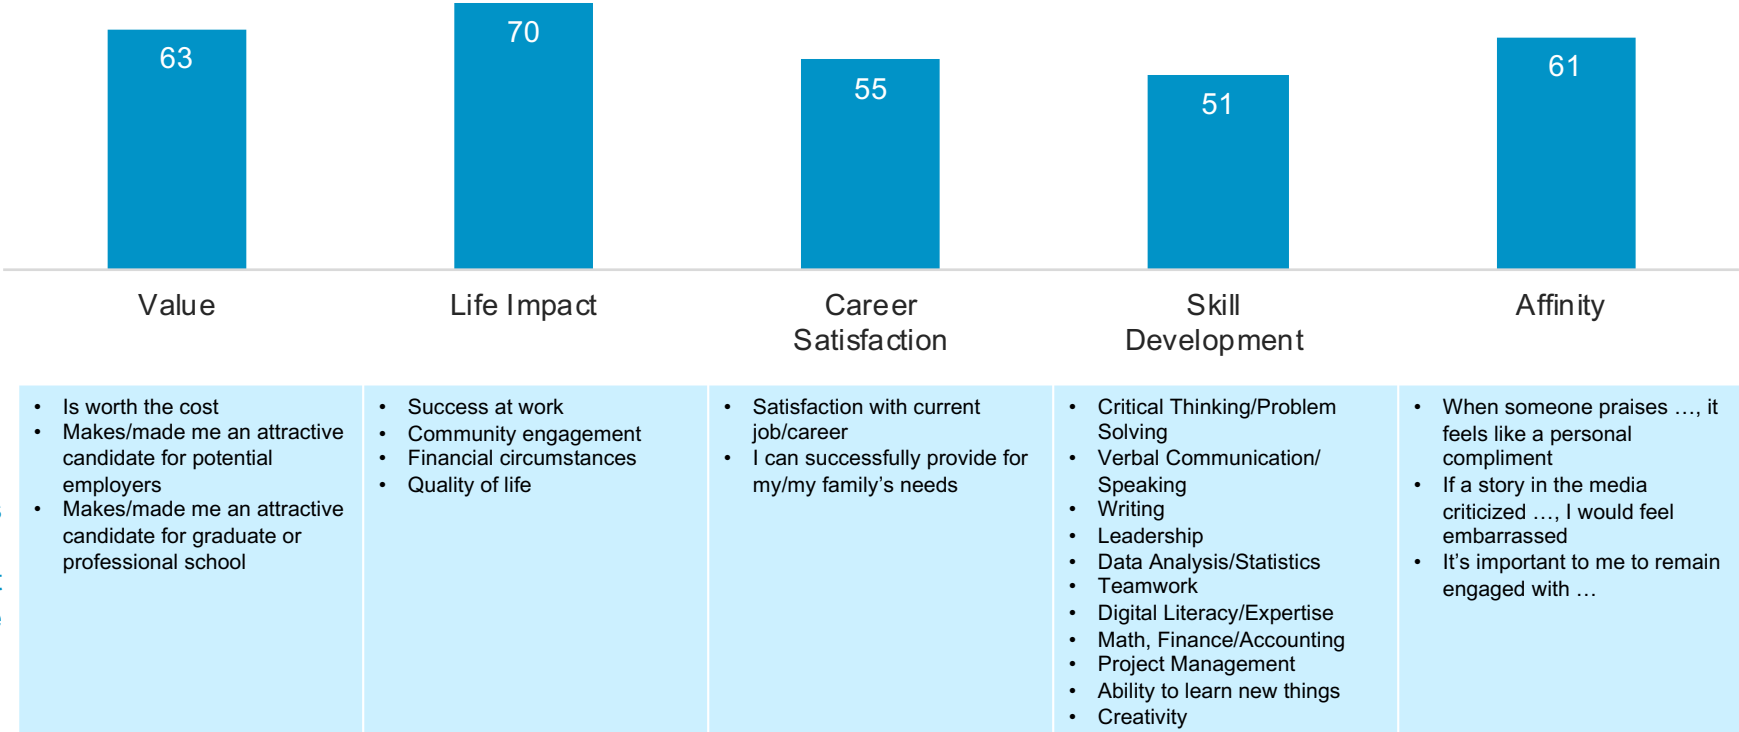 63
70
55
51
61
Value
Life Impact
Career
Satisfaction
Skill
Development
Affinity
• Is worth the cost
• Makes/made me an attractive
candidate for potential
employers
• Makes/made me an attractive
candidate for graduate or
professional school
• Success at work
• Community engagement
• Financial circumstances
• Quality of life
• Satisfaction with current
job/career
• I can successfully provide for
my/my family’s needs
• Critical Thinking/Problem
Solving
• Verbal Communication/
Speaking
• Writing
• Leadership
• Data Analysis/Statistics
• Teamwork
• Digital Literacy/Expertise
• Math, Finance/Accounting
• Project Management
• Ability to learn new things
• Creativity
• When someone praises …, it
feels like a personal
compliment
• If a story in the media
criticized …, I would feel
embarrassed
• It’s important to me to remain
engaged with …